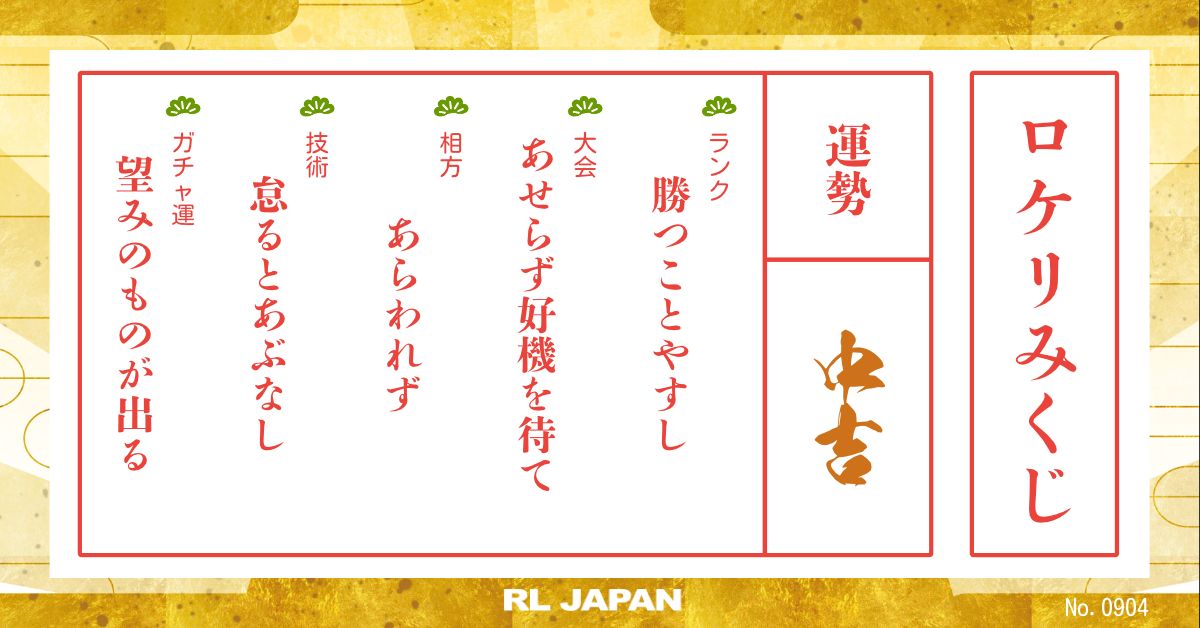 ロケリみくじ
運勢
中吉
ランク
勝つことやすし
大会
あせらず好機を待て
相方
あらわれず
技術
怠るとあぶなし
ガチャ運
望みのものが出る
RL JAPAN
No. 0904